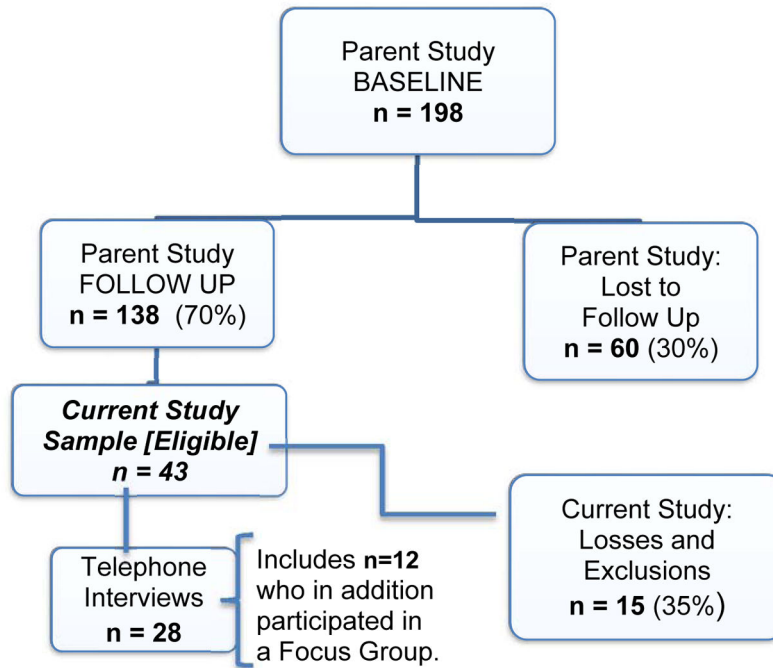 Parent Study
BASELINE
n = 198
Parent Study
FOLLOW UP
n = 138 (70%)
Parent Study:
Lost to
Follow Up
n = 60 (30%)
Current Study
Sample [Eligible]
n = 43
Current Study:
Losses and
Exclusions
n = 15 (35%)
Telephone
Interviews
n = 28
Includes n=12
who in addition
participated in
a Focus Group.